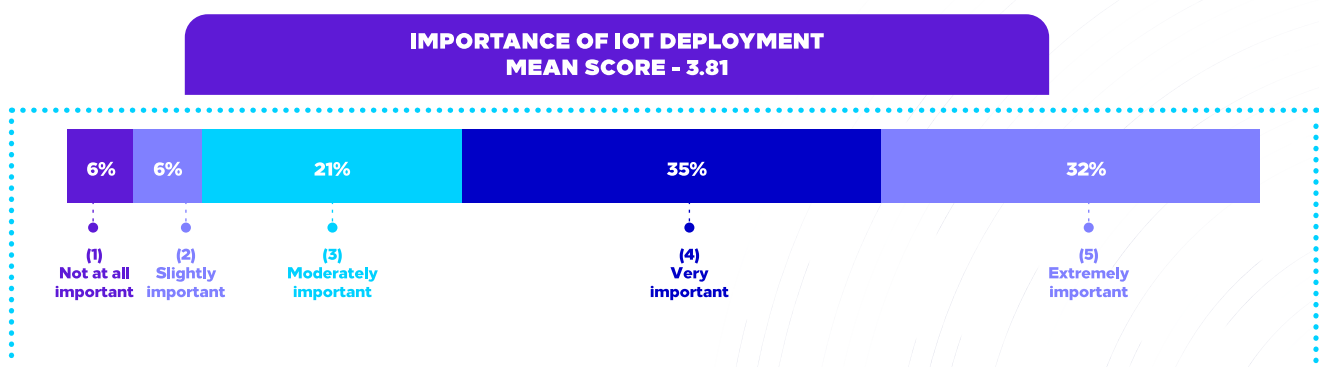 IMPORTANCE OF IOT DEPLOYMENT
MEAN SCORE - 3.81
6%
6%
21%
35%
32%
(1)
Not at all
important
(2)
Slightly
important
(3)
Moderately
important
(4)
Very
important
(5)
Extremely
important